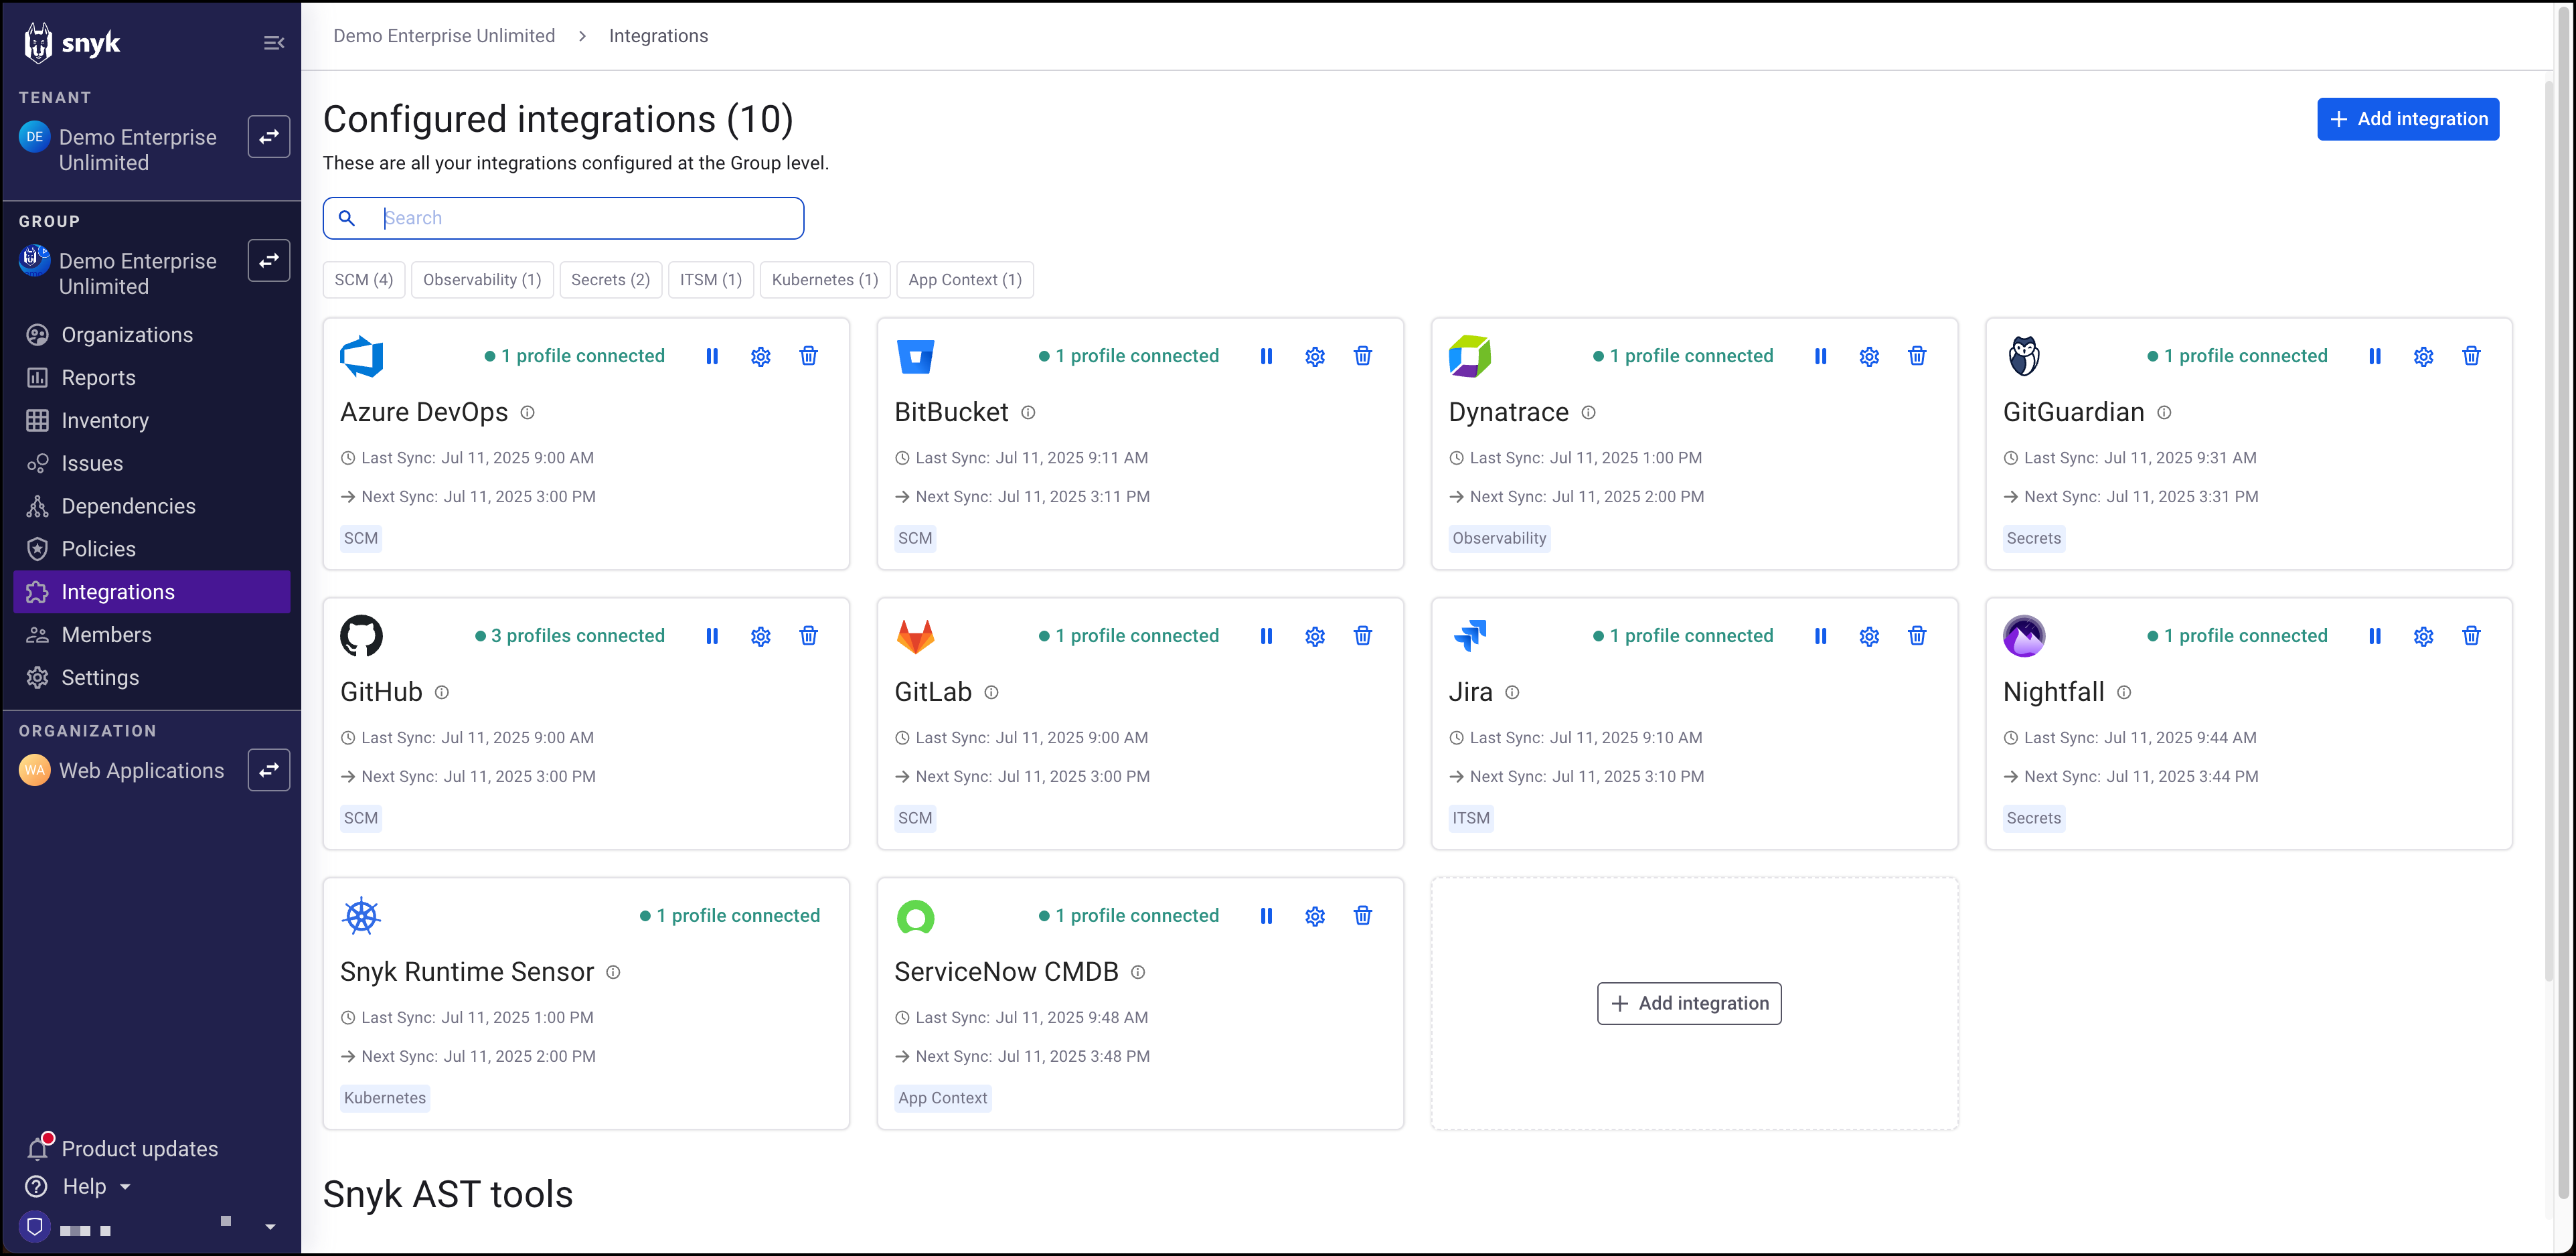 snyk
TENANT
DE
Demo Enterprise
Unlimited
GROUP
Demo Enterprise
Unlimited
Organizations
Reports
Inventory
Issues
Dependencies
Policies
Integrations
Members
Settings
ORGANIZATION
WA
Web Applications
Product updates
Help
Demo Enterprise Unlimited > Integrations
Configured integrations (10)
+ Add integration
These are all your integrations configured at the Group level.
Search
SCM (4) Observability (1) Secrets (2) ITSM (1) Kubernetes (1) App Context (1)
1 profile connected
Azure DevOps
Last Sync: Jul 11, 2025 9:00 AM
Next Sync: Jul 11, 2025 3:00 PM
SCM
1 profile connected
BitBucket
Last Sync: Jul 11, 2025 9:11 AM
Next Sync: Jul 11, 2025 3:11 PM
SCM
1 profile connected
Dynatrace
Last Sync: Jul 11, 2025 1:00 PM
Next Sync: Jul 11, 2025 2:00 PM
Observability
1 profile connected
GitGuardian
Last Sync: Jul 11, 2025 9:31 AM
Next Sync: Jul 11, 2025 3:31 PM
Secrets
3 profiles connected
GitHub
Last Sync: Jul 11, 2025 9:00 AM
Next Sync: Jul 11, 2025 3:00 PM
SCM
1 profile connected
GitLab
Last Sync: Jul 11, 2025 9:00 AM
Next Sync: Jul 11, 2025 3:00 PM
SCM
1 profile connected
Jira
Last Sync: Jul 11, 2025 9:10 AM
Next Sync: Jul 11, 2025 3:10 PM
ITSM
1 profile connected
Nightfall
Last Sync: Jul 11, 2025 9:44 AM
Next Sync: Jul 11, 2025 3:44 PM
Secrets
1 profile connected
Snyk Runtime Sensor
Last Sync: Jul 11, 2025 1:00 PM
Next Sync: Jul 11, 2025 2:00 PM
Kubernetes
1 profile connected
ServiceNow CMDB
Last Sync: Jul 11, 2025 9:48 AM
Next Sync: Jul 11, 2025 3:48 PM
App Context
+ Add integration
Snyk AST tools